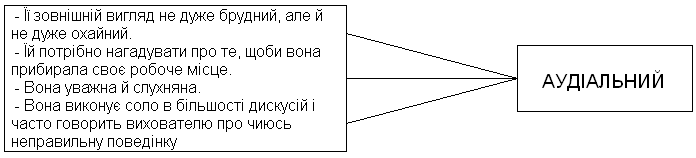 - Її зовнішній вигляд не дуже брудний, але й
не дуже охайний.
- Їй потрібно нагадувати про те, щоби вона
прибирала своє робоче місце.
- Вона уважна й слухняна.
- Вона виконує соло в більшості дискусій і
часто говорить вихователю про чиюсь
неправильну поведінку
АУДІАЛЬНИЙ